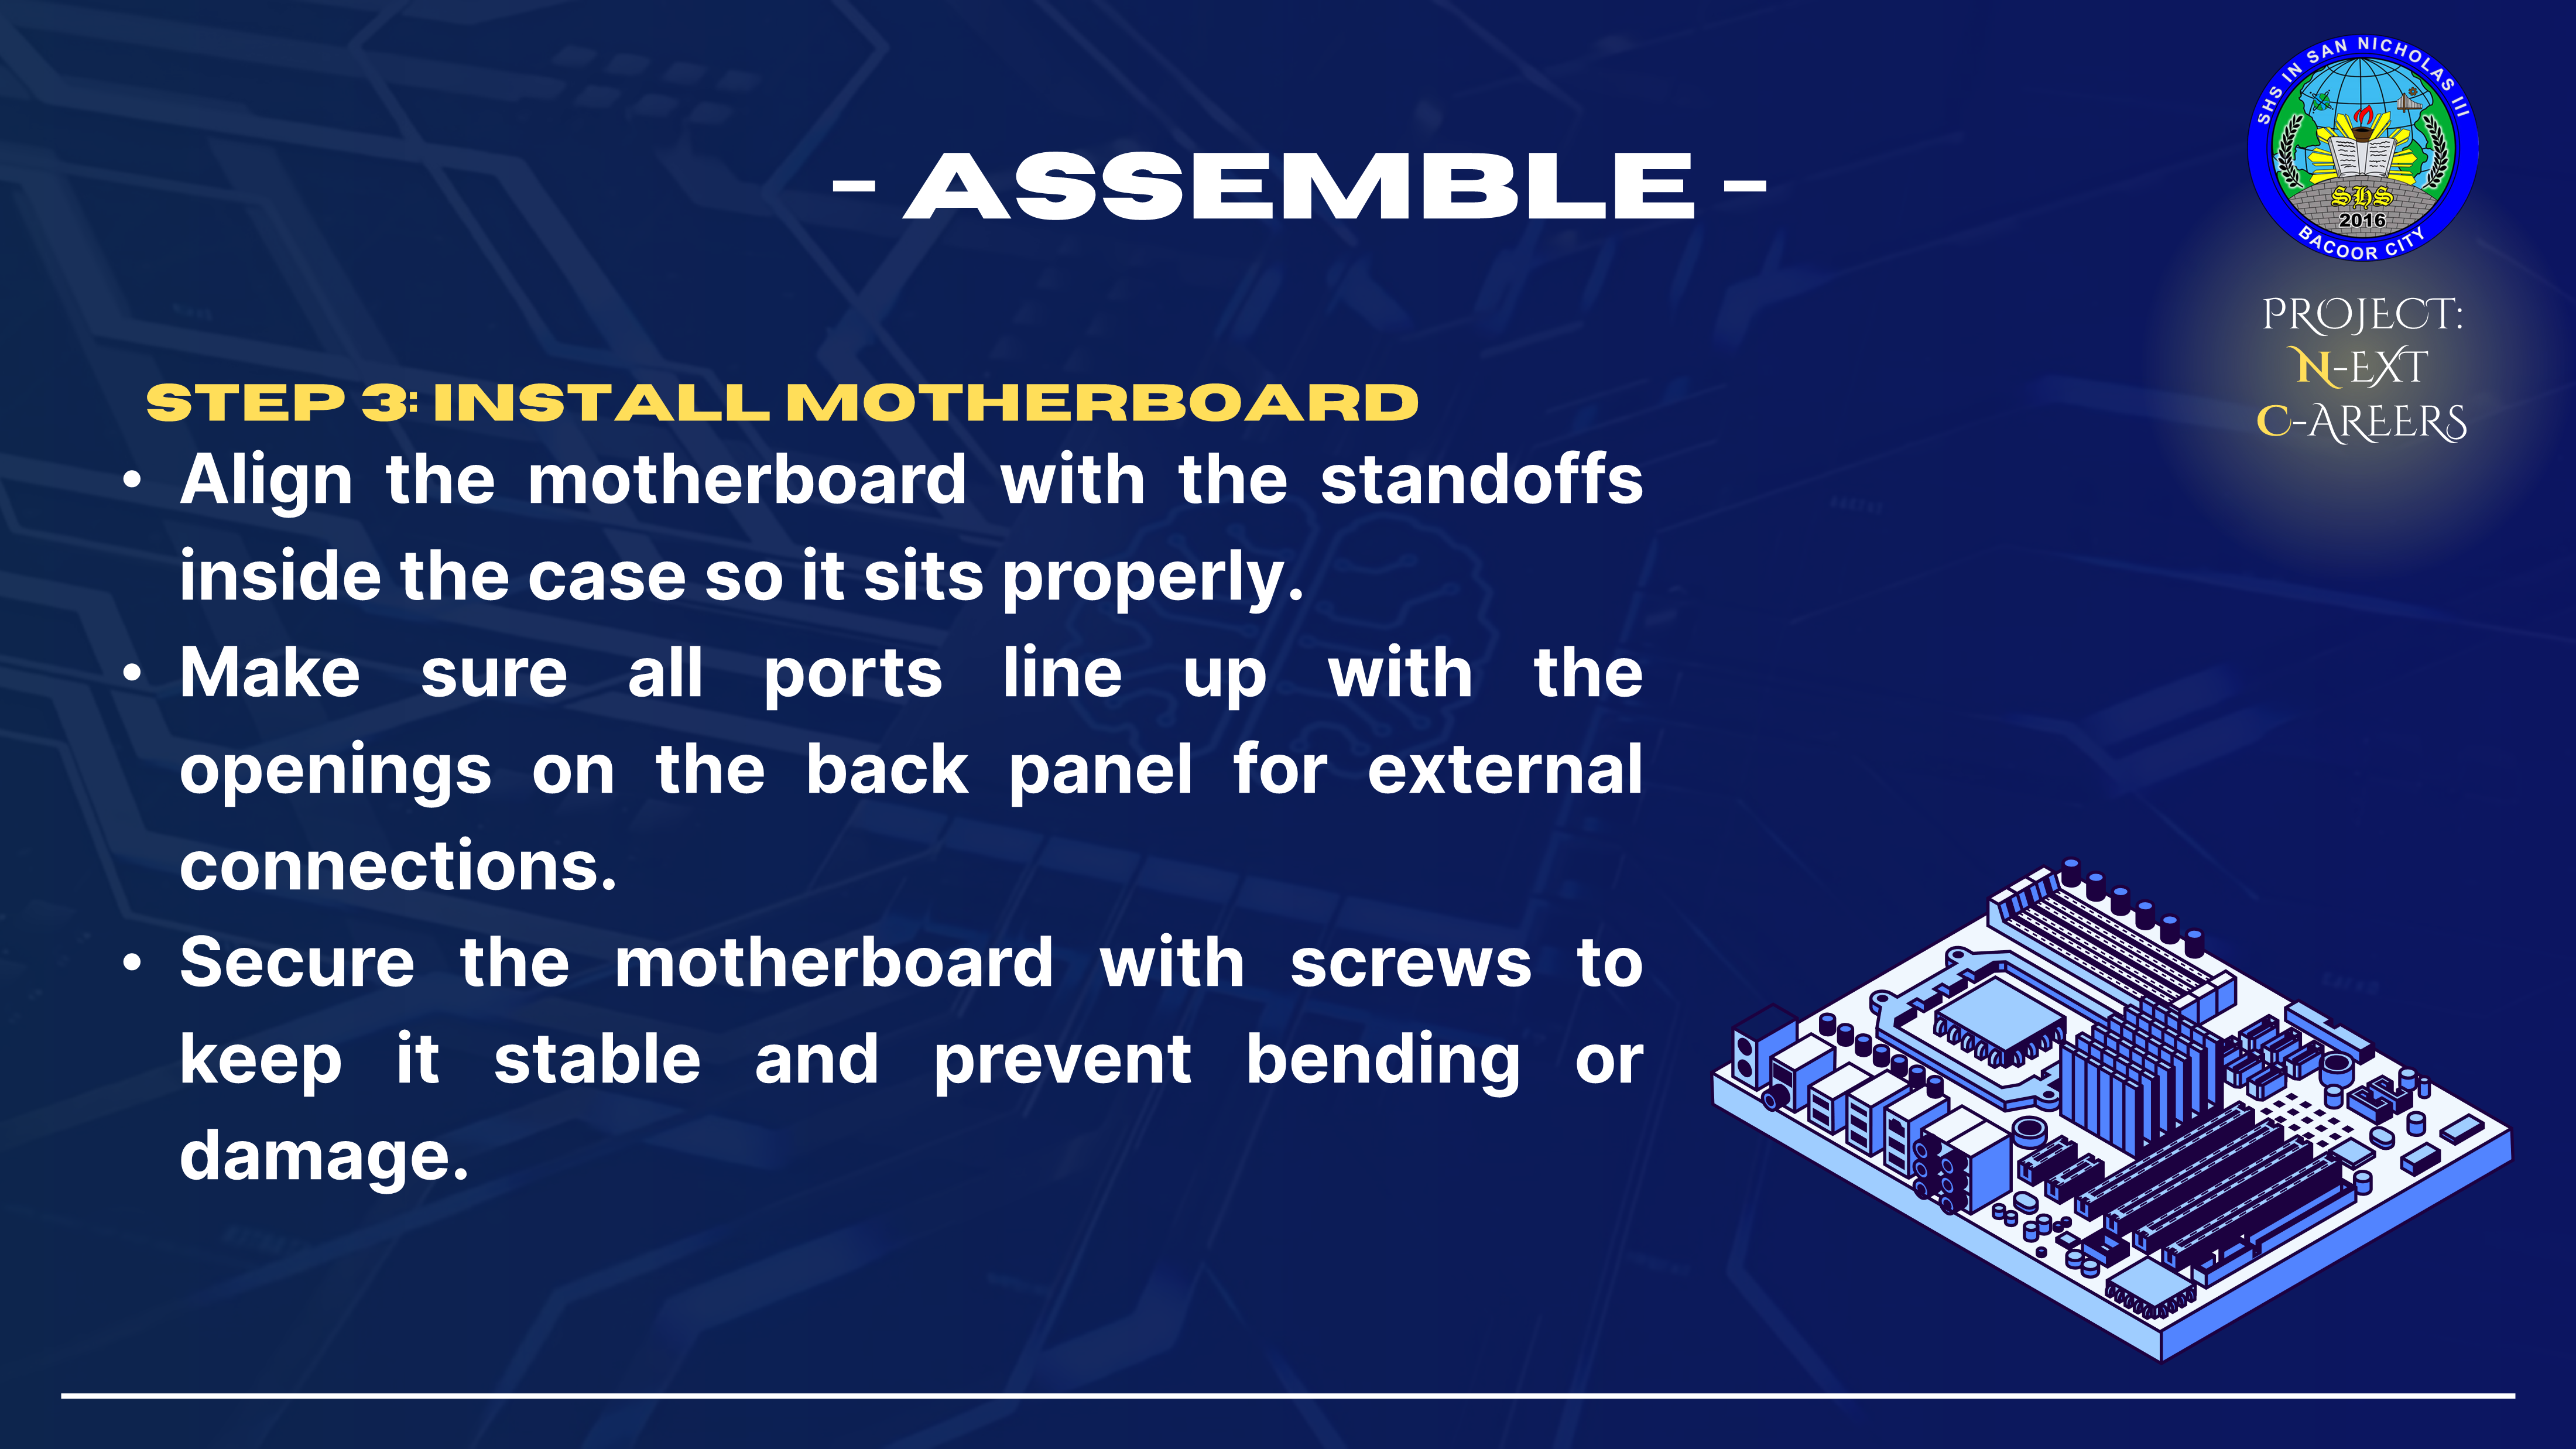 SHS IN SAN NICHOLAS III
SHS
2016
BACOOR CITY
PROJECT:
N-EXT
C-AREERS
- ASSEMBLE -
STEP 3: INSTALL MOTHERBOARD
• Align the motherboard with the standoffs
inside the case so it sits properly.
• Make sure all ports line up with the
openings on the back panel for external
connections.
• Secure the motherboard with screws to
keep it stable and prevent bending or
damage.